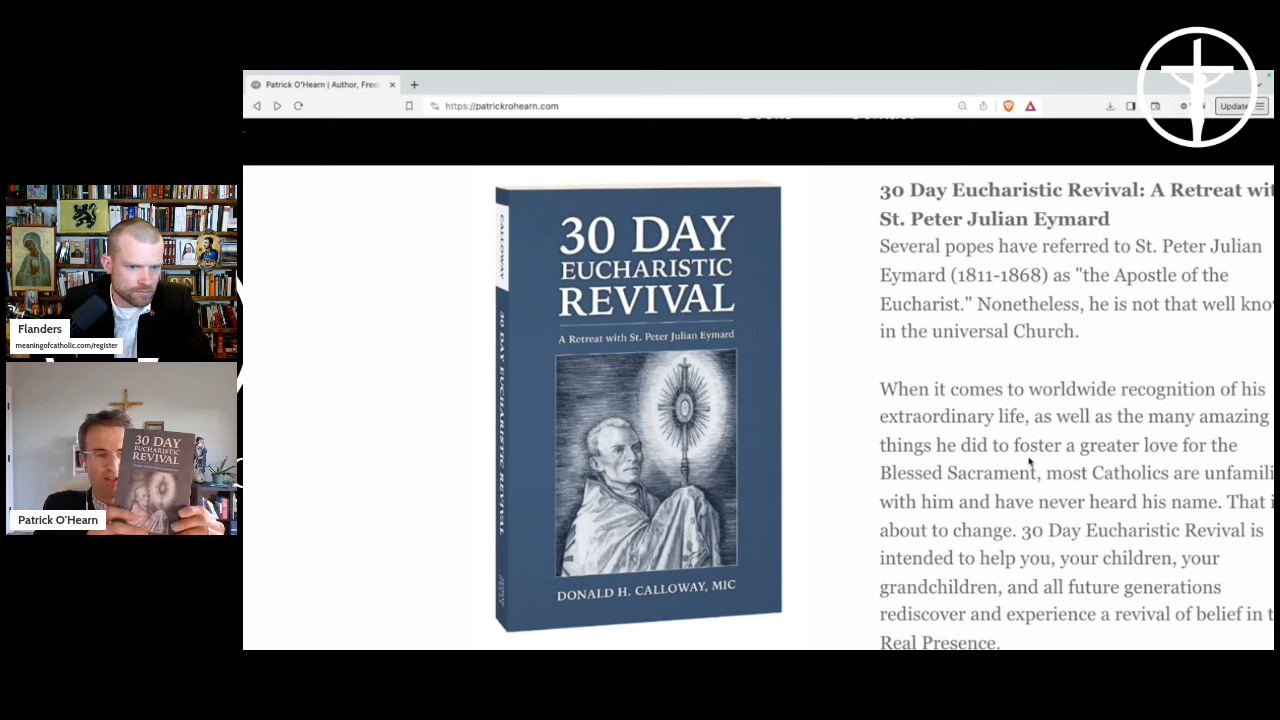 Patrick O'Hearn | Author, Free
https://patrickrohearn.com
Update
30 DAY
EUCHARISTIC
REVIVAL
A Retreat with St. Peter Julian Eymard
DONALD H. CALLOWAY, MIC
CALLOWAY
30 DAY EUCHARISTIC REVIVAL
30 Day Eucharistic Revival: A Retreat wit
St. Peter Julian Eymard
Several popes have referred to St. Peter Julian
Eymard (1811-1868) as "the Apostle of the
Eucharist." Nonetheless, he is not that well kno
in the universal Church.
When it comes to worldwide recognition of his
extraordinary life, as well as the many amazing
things he did to foster a greater love for the
Blessed Sacrament, most Catholics are unfamili
with him and have never heard his name. That i
about to change. 30 Day Eucharistic Revival is
intended to help you, your children, your
grandchildren, and all future generations
rediscover and experience a revival of belief in t
Real Presence.
Flanders
meaningofcatholic.com/register
30 DAY
EUCHARISTIC
REVIVAL
Patrick O'Hearn